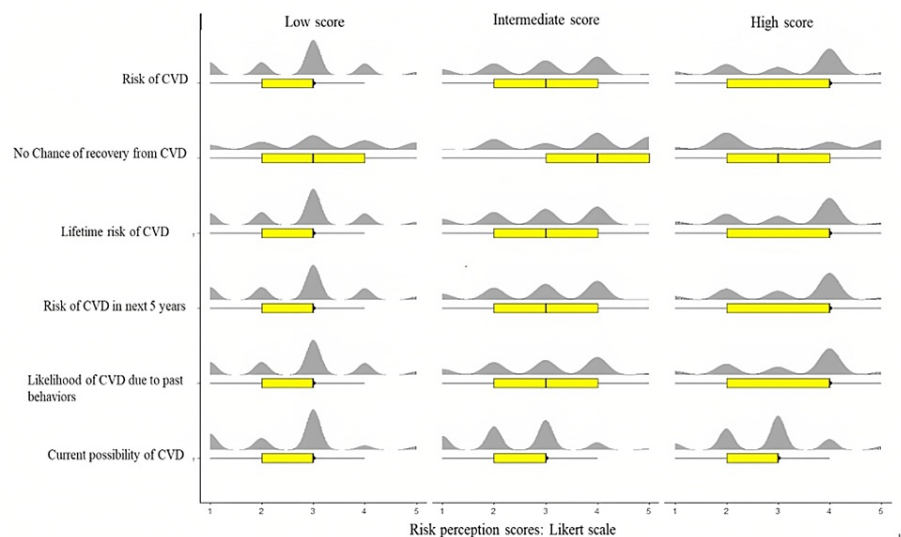 Low score Intermediate score High score
Risk of CVD
No Chance of recovery from CVD
Lifetime risk of CVD
Risk of CVD in next 5 years
Likelihood of CVD due to past
behaviors
Current possibility of CVD
1 2 3 4 5 1 2 3 4 5 1 2 3 4 5
Risk perception scores: Likert scale